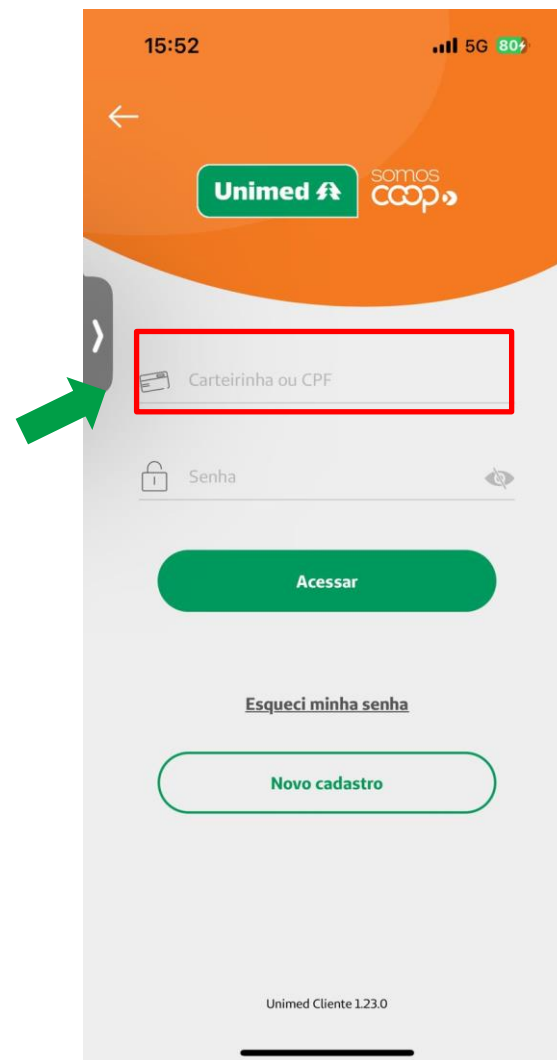 15:52 5G 80
Unimed somos coop
Carteirinha ou CPF
Senha
Acessar
Esqueci minha senha
Novo cadastro
Unimed Cliente 1.23.0